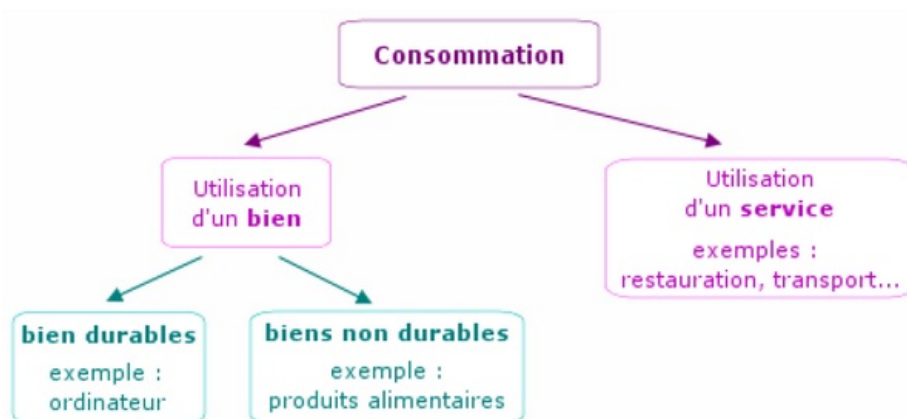 Consommation
Utilisation
d'un bien
Utilisation
d'un service
exemples :
restauration, transport...
bien durables
exemple :
ordinateur
biens non durables
exemple :
produits alimentaires